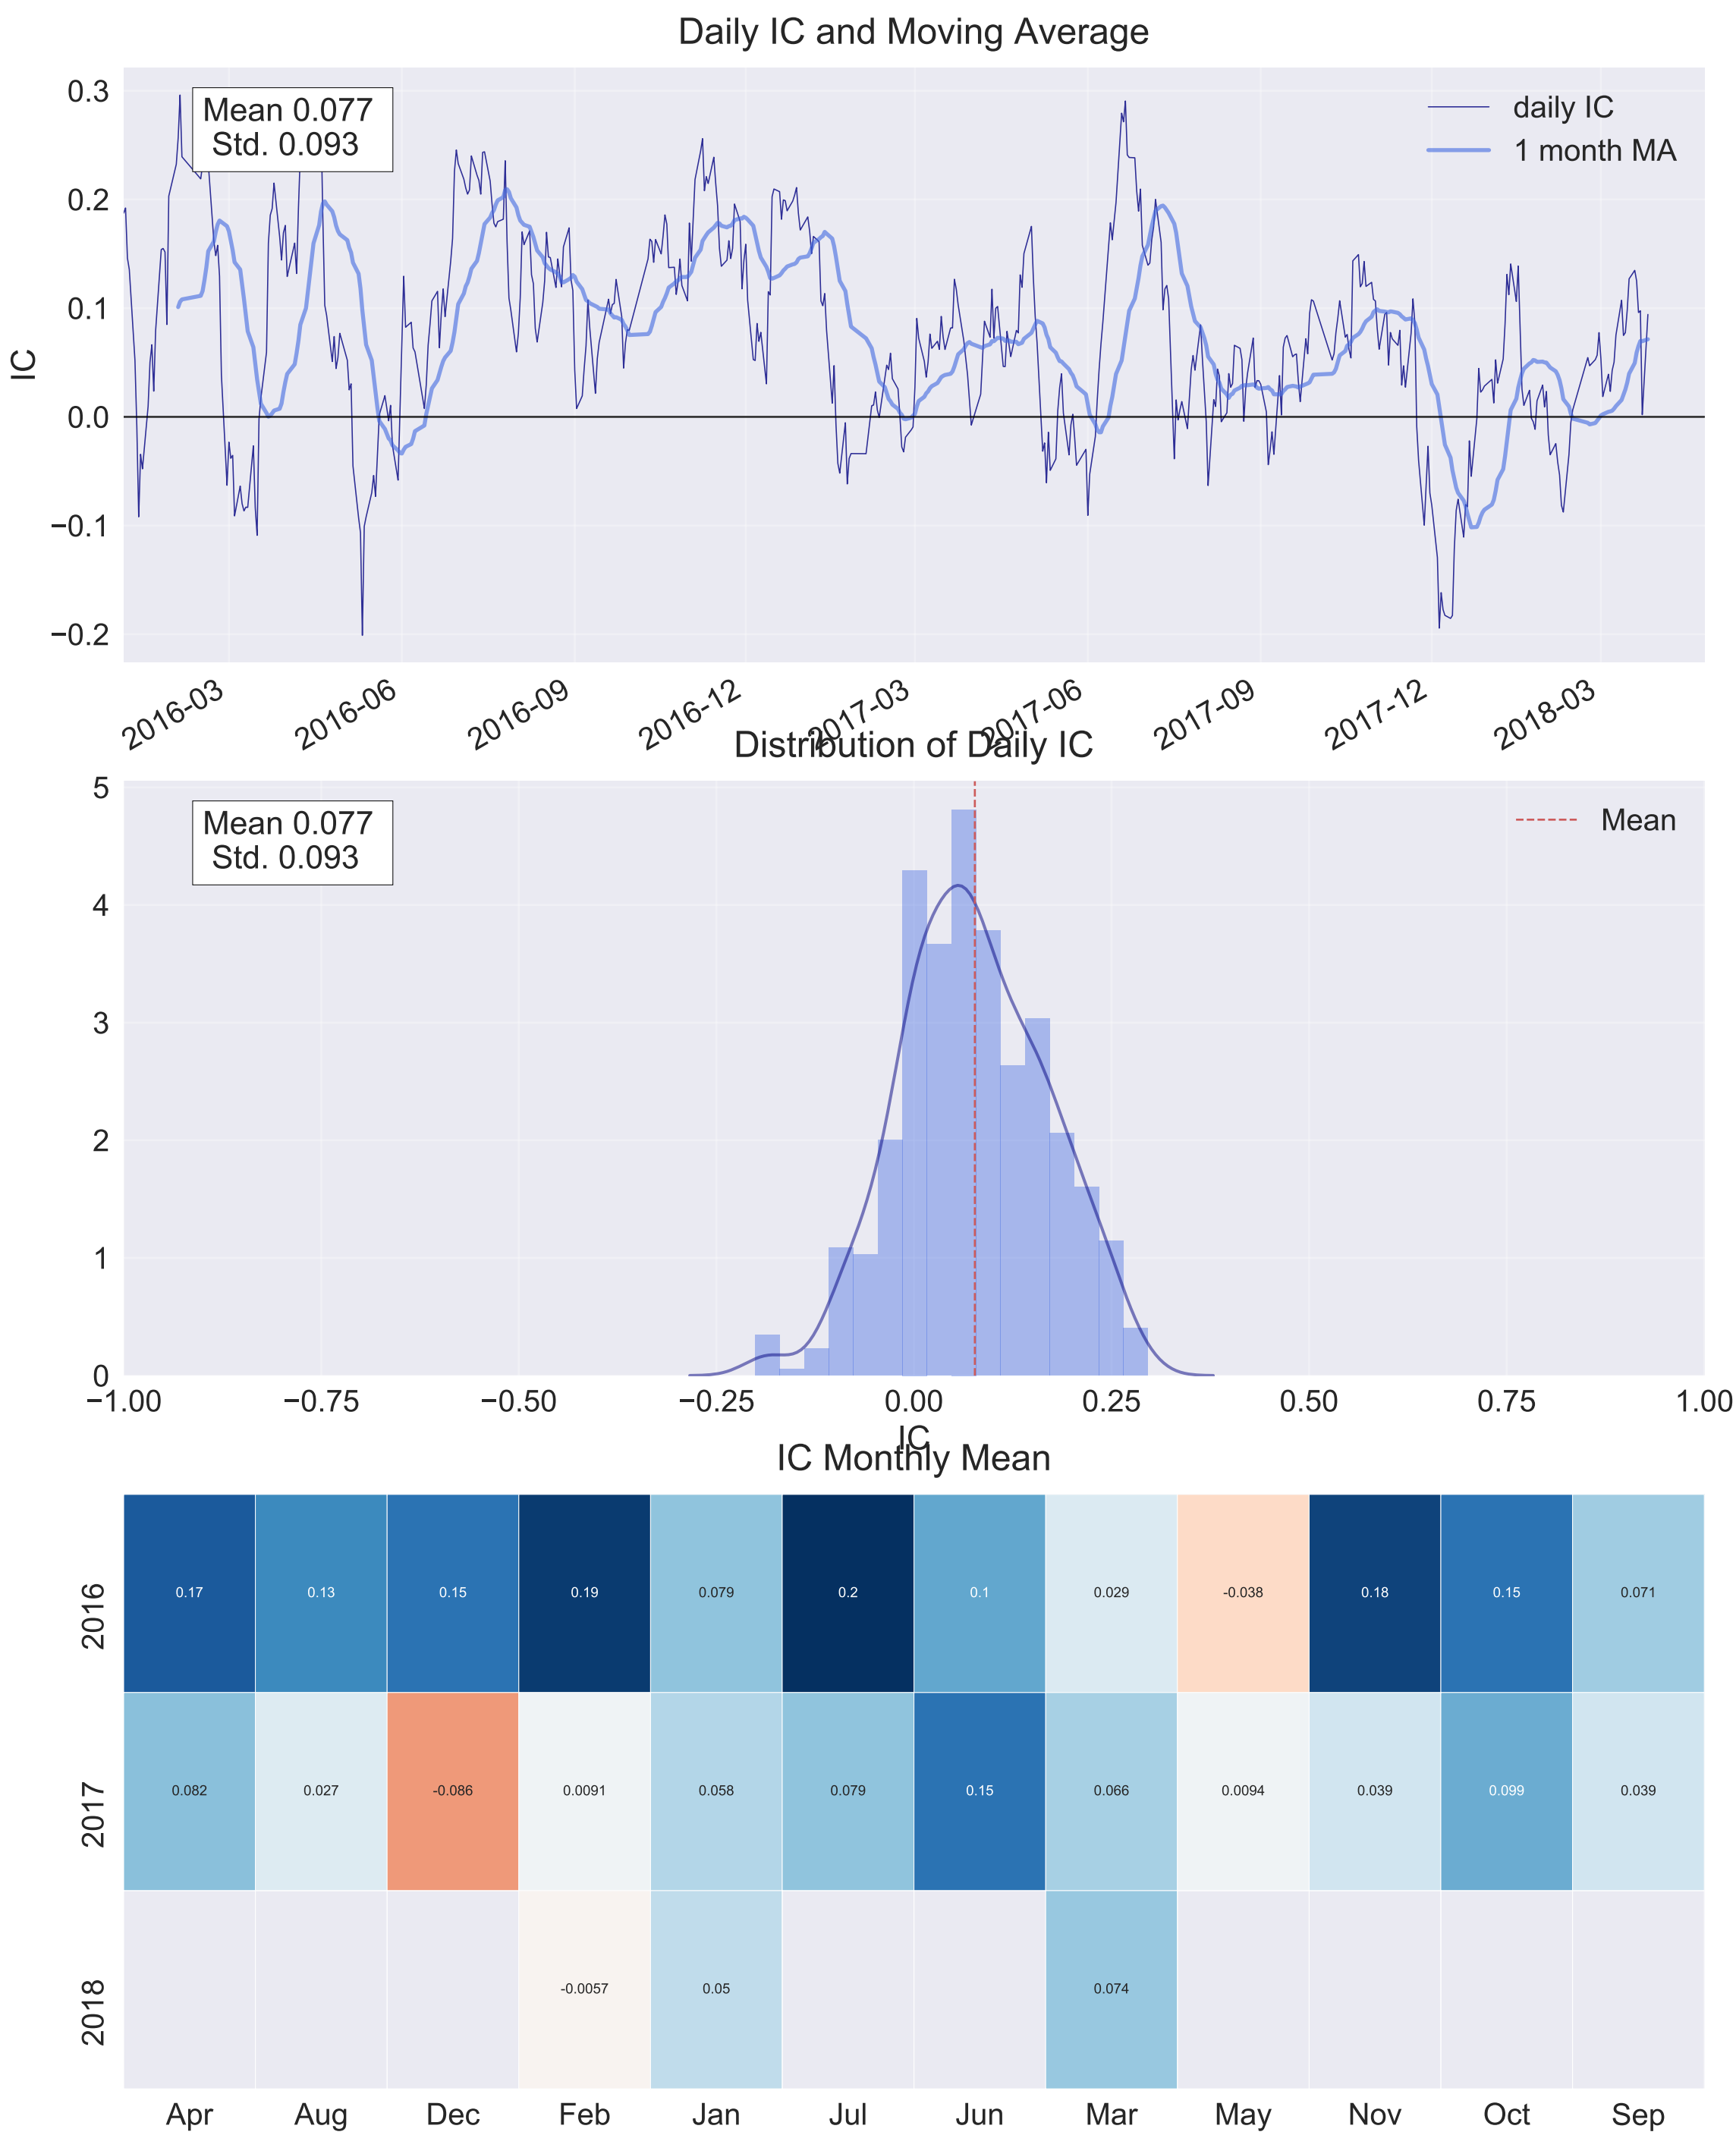 Daily IC and Moving Average
0.3
0.2
0.1
0.0
−0.1
−0.2
IC
Mean 0.077
Std. 0.093
daily IC
1 month MA
2016-03
2016-06
2016-09
2016-12
2017-03
2017-06
2017-09
2017-12
2018-03
Distribution of Daily IC
5
4
3
2
1
0
Mean 0.077
Std. 0.093
Mean
−1.00 −0.75 −0.50 −0.25 0.00 0.25 0.50 0.75 1.00
IC
IC Monthly Mean
2016 0.17 0.13 0.15 0.19 0.079 0.2 0.1 0.029 -0.038 0.18 0.15 0.071
2017 0.082 0.027 -0.086 0.0091 0.058 0.079 0.15 0.066 0.0094 0.039 0.099 0.039
2018 -0.0057 0.05 0.074
Apr Aug Dec Feb Jan Jul Jun Mar May Nov Oct Sep